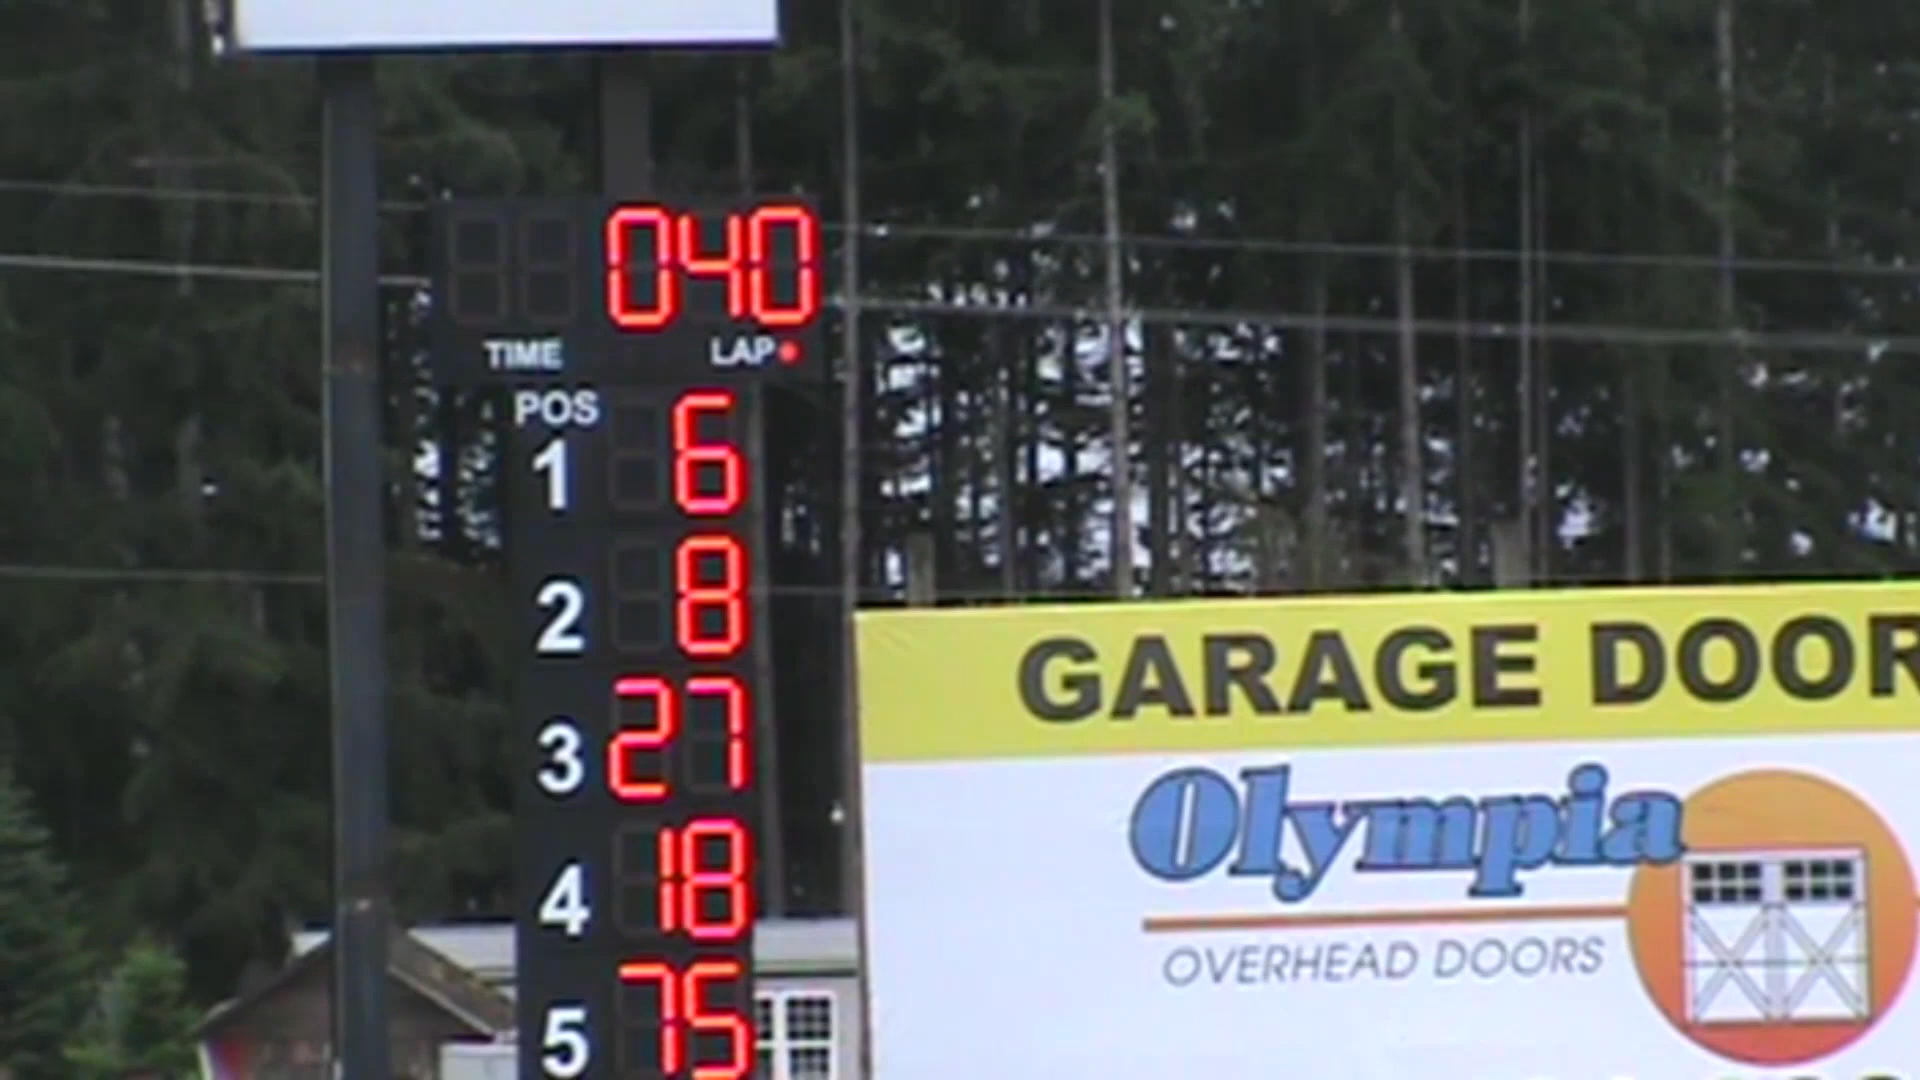 040
TIME LAP
POS
1 6
2 8
3 27
4 18
5 75
GARAGE DOOR
Olympia
OVERHEAD DOORS